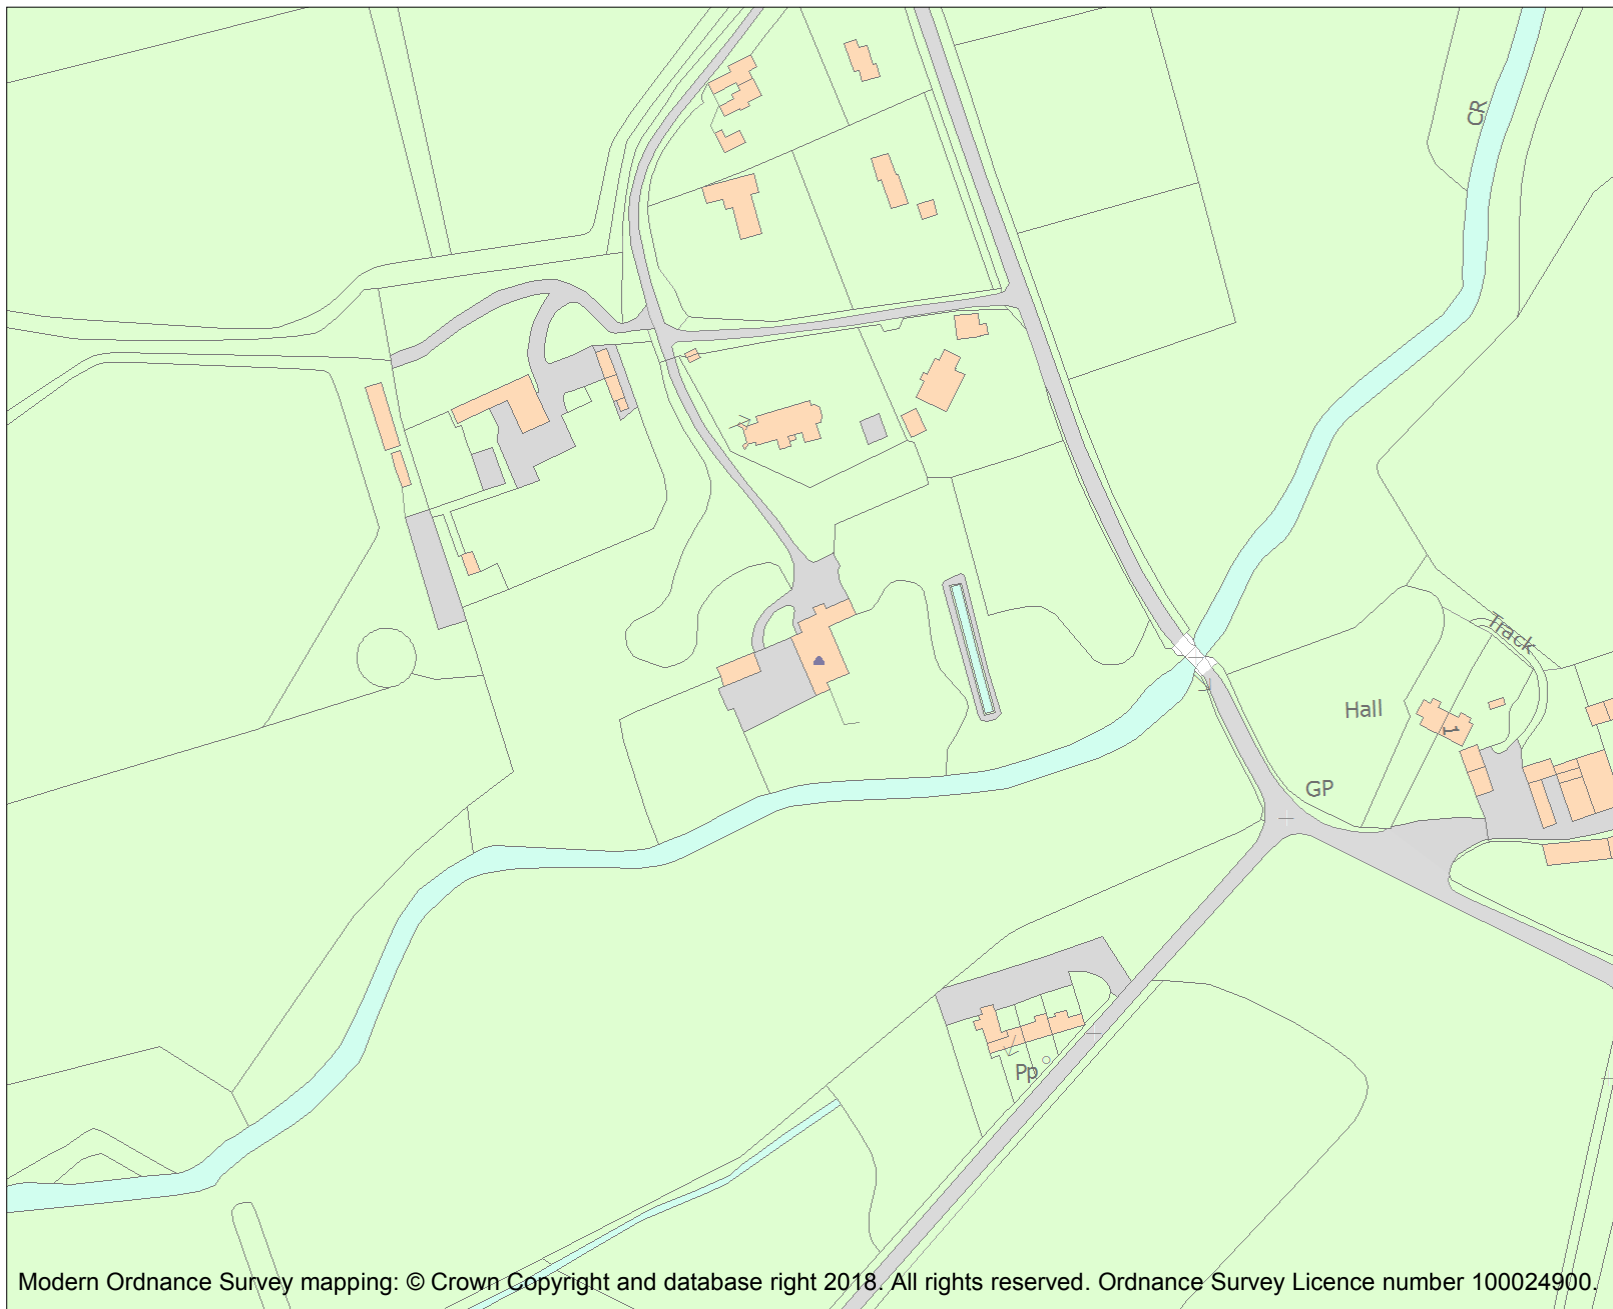 CR
Track
Hall
1
GP
Pp
Modern Ordnance Survey mapping: © Crown Copyright and database right 2018. All rights reserved. Ordnance Survey Licence number 100024900.